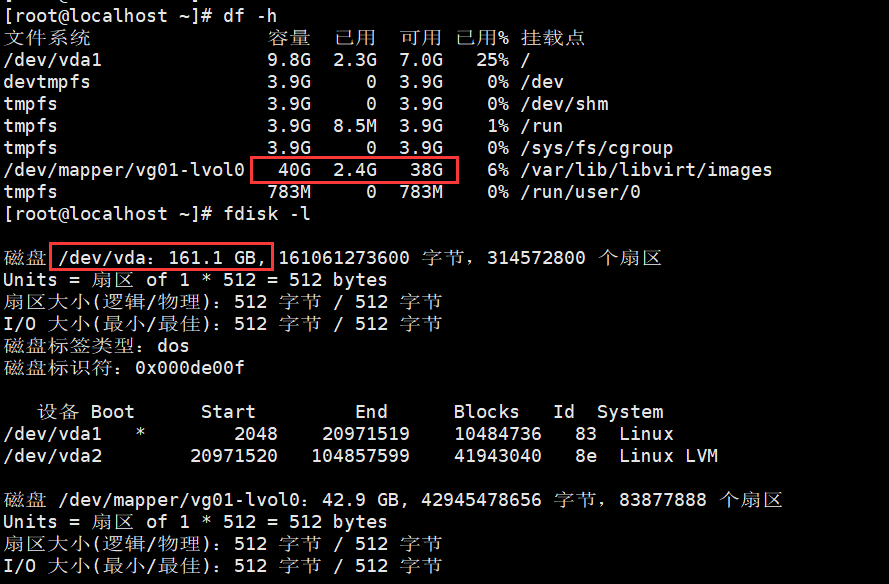 [root@localhost ~]# df -h
文件系统 容量 已用 可用 已用% 挂载点
/dev/vda1 9.8G 2.3G 7.0G 25% /
devtmpfs 3.9G 0 3.9G 0% /dev
tmpfs 3.9G 0 3.9G 0% /dev/shm
tmpfs 3.9G 8.5M 3.9G 1% /run
tmpfs 3.9G 0 3.9G 0% /sys/fs/cgroup
/dev/mapper/vg01-lvol0 40G 2.4G 38G 6% /var/lib/libvirt/images
tmpfs 783M 0 783M 0% /run/user/0
[root@localhost ~]# fdisk -l
磁盘 /dev/vda：161.1 GB, 161061273600 字节，314572800 个扇区
Units = 扇区 of 1 * 512 = 512 bytes
扇区大小(逻辑/物理)：512 字节 / 512 字节
I/O 大小(最小/最佳)：512 字节 / 512 字节
磁盘标签类型：dos
磁盘标识符：0x000de00f
设备 Boot Start End Blocks Id System
/dev/vda1 * 2048 20971519 10484736 83 Linux
/dev/vda2 20971520 104857599 41943040 8e Linux LVM
磁盘 /dev/mapper/vg01-lvol0：42.9 GB, 42945478656 字节，83877888 个扇区
Units = 扇区 of 1 * 512 = 512 bytes
扇区大小(逻辑/物理)：512 字节 / 512 字节
I/O 大小(最小/最佳)：512 字节 / 512 字节